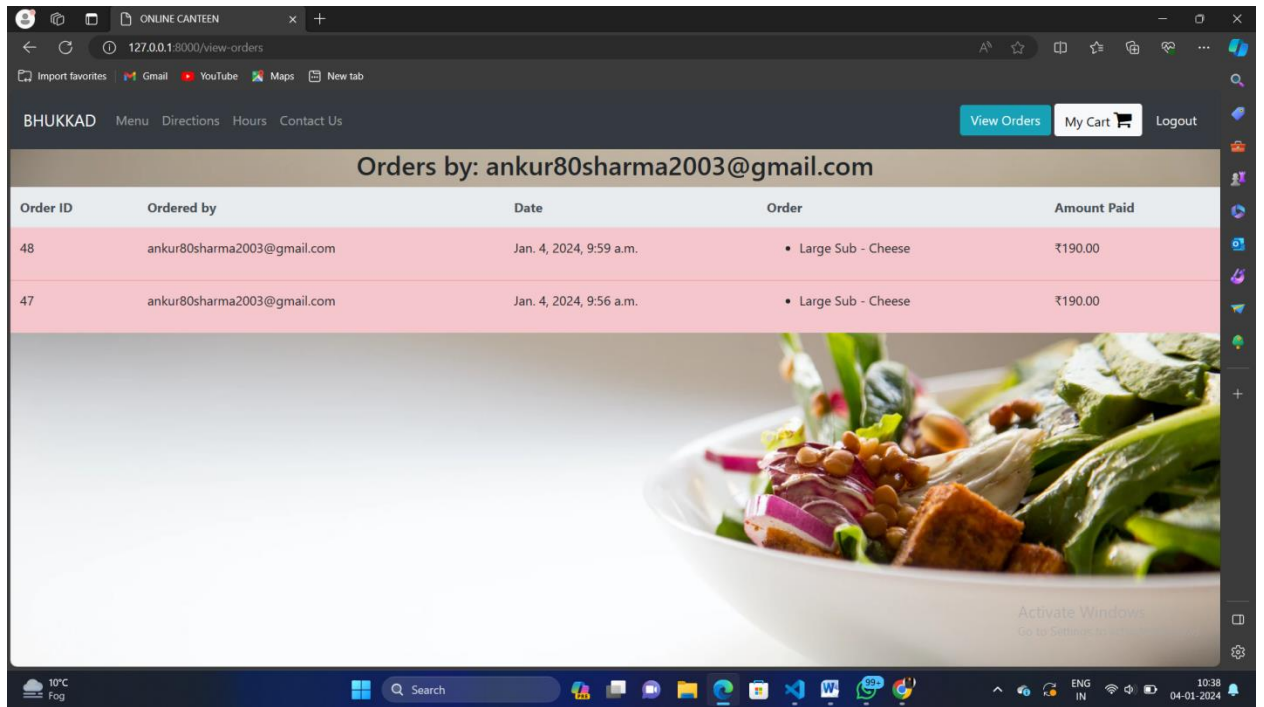 ONLINE CANTEEN
127.0.0.1:8000/view-orders
Import favorites Gmail YouTube Maps New tab
BHUKKAD Menu Directions Hours Contact Us View Orders My Cart Logout
Orders by: ankur80sharma2003@gmail.com
Order ID Ordered by Date Order Amount Paid
48 ankur80sharma2003@gmail.com Jan. 4, 2024, 9:59 a.m. • Large Sub - Cheese ₹190.00
47 ankur80sharma2003@gmail.com Jan. 4, 2024, 9:56 a.m. • Large Sub - Cheese ₹190.00
Activate Windows
Go to Settings to
10°C
Fog
Search
99+
ENG
IN
10:38
04-01-2024